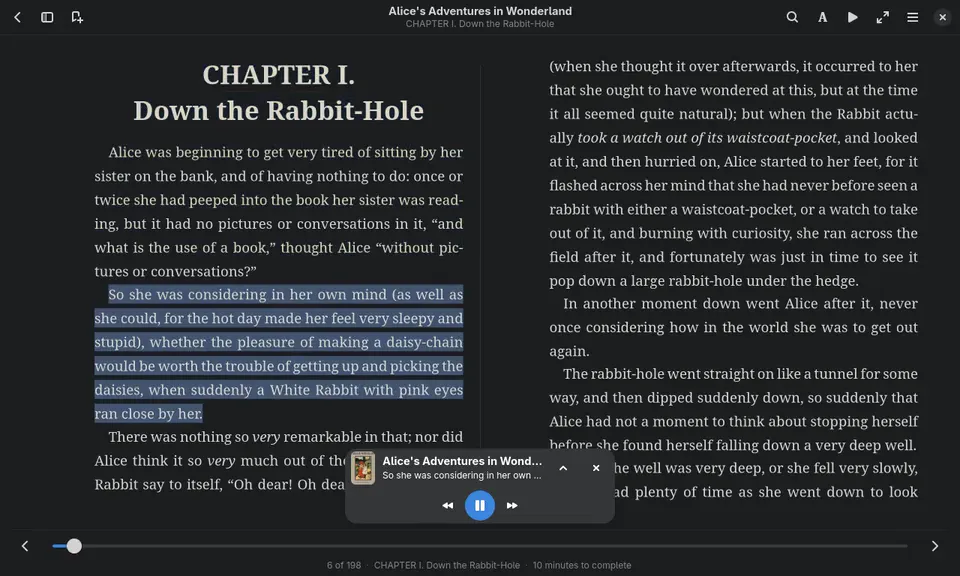 Alice's Adventures in Wonderland
CHAPTER I. Down the Rabbit-Hole
CHAPTER I.
Down the Rabbit-Hole
Alice was beginning to get very tired of sitting by her
sister on the bank, and of having nothing to do: once or
twice she had peeped into the book her sister was read-
ing, but it had no pictures or conversations in it, “and
what is the use of a book,” thought Alice “without pic-
tures or conversations?”
So she was considering in her own mind (as well as
she could, for the hot day made her feel very sleepy and
stupid), whether the pleasure of making a daisy-chain
would be worth the trouble of getting up and picking the
daisies, when suddenly a White Rabbit with pink eyes
ran close by her.
There was nothing so very remarkable in that; nor did
Alice think it so very much out of the
Rabbit say to itself, “Oh dear! Oh dea
(when she thought it over afterwards, it occurred to her
that she ought to have wondered at this, but at the time
it all seemed quite natural); but when the Rabbit actu-
ally took a watch out of its waistcoat-pocket, and looked
at it, and then hurried on, Alice started to her feet, for it
flashed across her mind that she had never before seen a
rabbit with either a waistcoat-pocket, or a watch to take
out of it, and burning with curiosity, she ran across the
field after it, and fortunately was just in time to see it
pop down a large rabbit-hole under the hedge.
In another moment down went Alice after it, never
once considering how in the world she was to get out
again.
The rabbit-hole went straight on like a tunnel for some
way, and then dipped suddenly down, so suddenly that
Alice had not a moment to think about stopping herself
before she found herself falling down a very deep well.
he well was very deep, or she fell very slowly,
ad plenty of time as she went down to look
Alice's Adventures in Wond...
So she was considering in her own ...
6 of 198 · CHAPTER I. Down the Rabbit-Hole · 10 minutes to complete